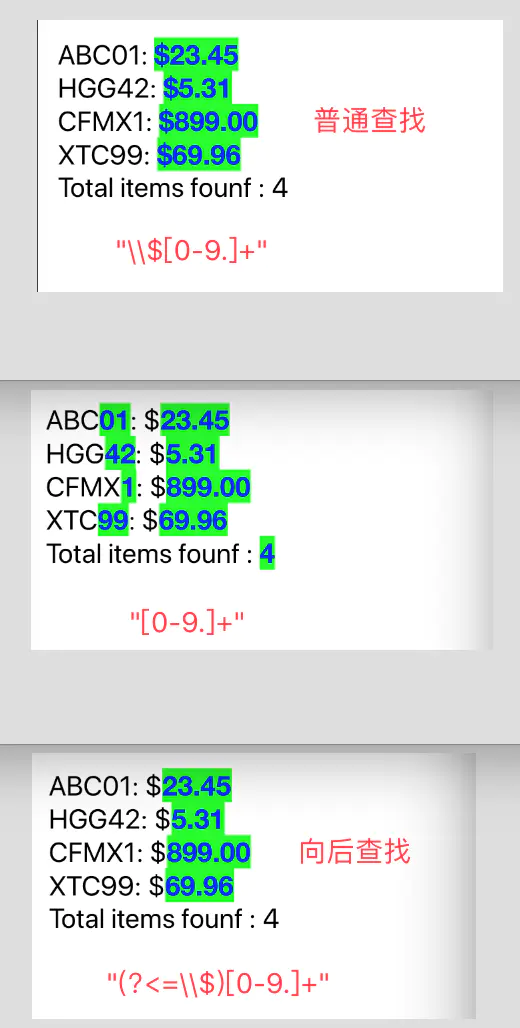 ABC01: $23.45
HGG42: $5.31
CFMX1: $899.00
普通查找
XTC99: $69.96
Total items founf : 4
"\\$[0-9.]+"
ABC01: $23.45
HGG42: $5.31
CFMX1: $899.00
XTC99: $69.96
Total items founf : 4
"[0-9.]+"
ABC01: $23.45
HGG42: $5.31
CFMX1: $899.00
向后查找
XTC99: $69.96
Total items founf : 4
"(?<=\\$)[0-9.]+"